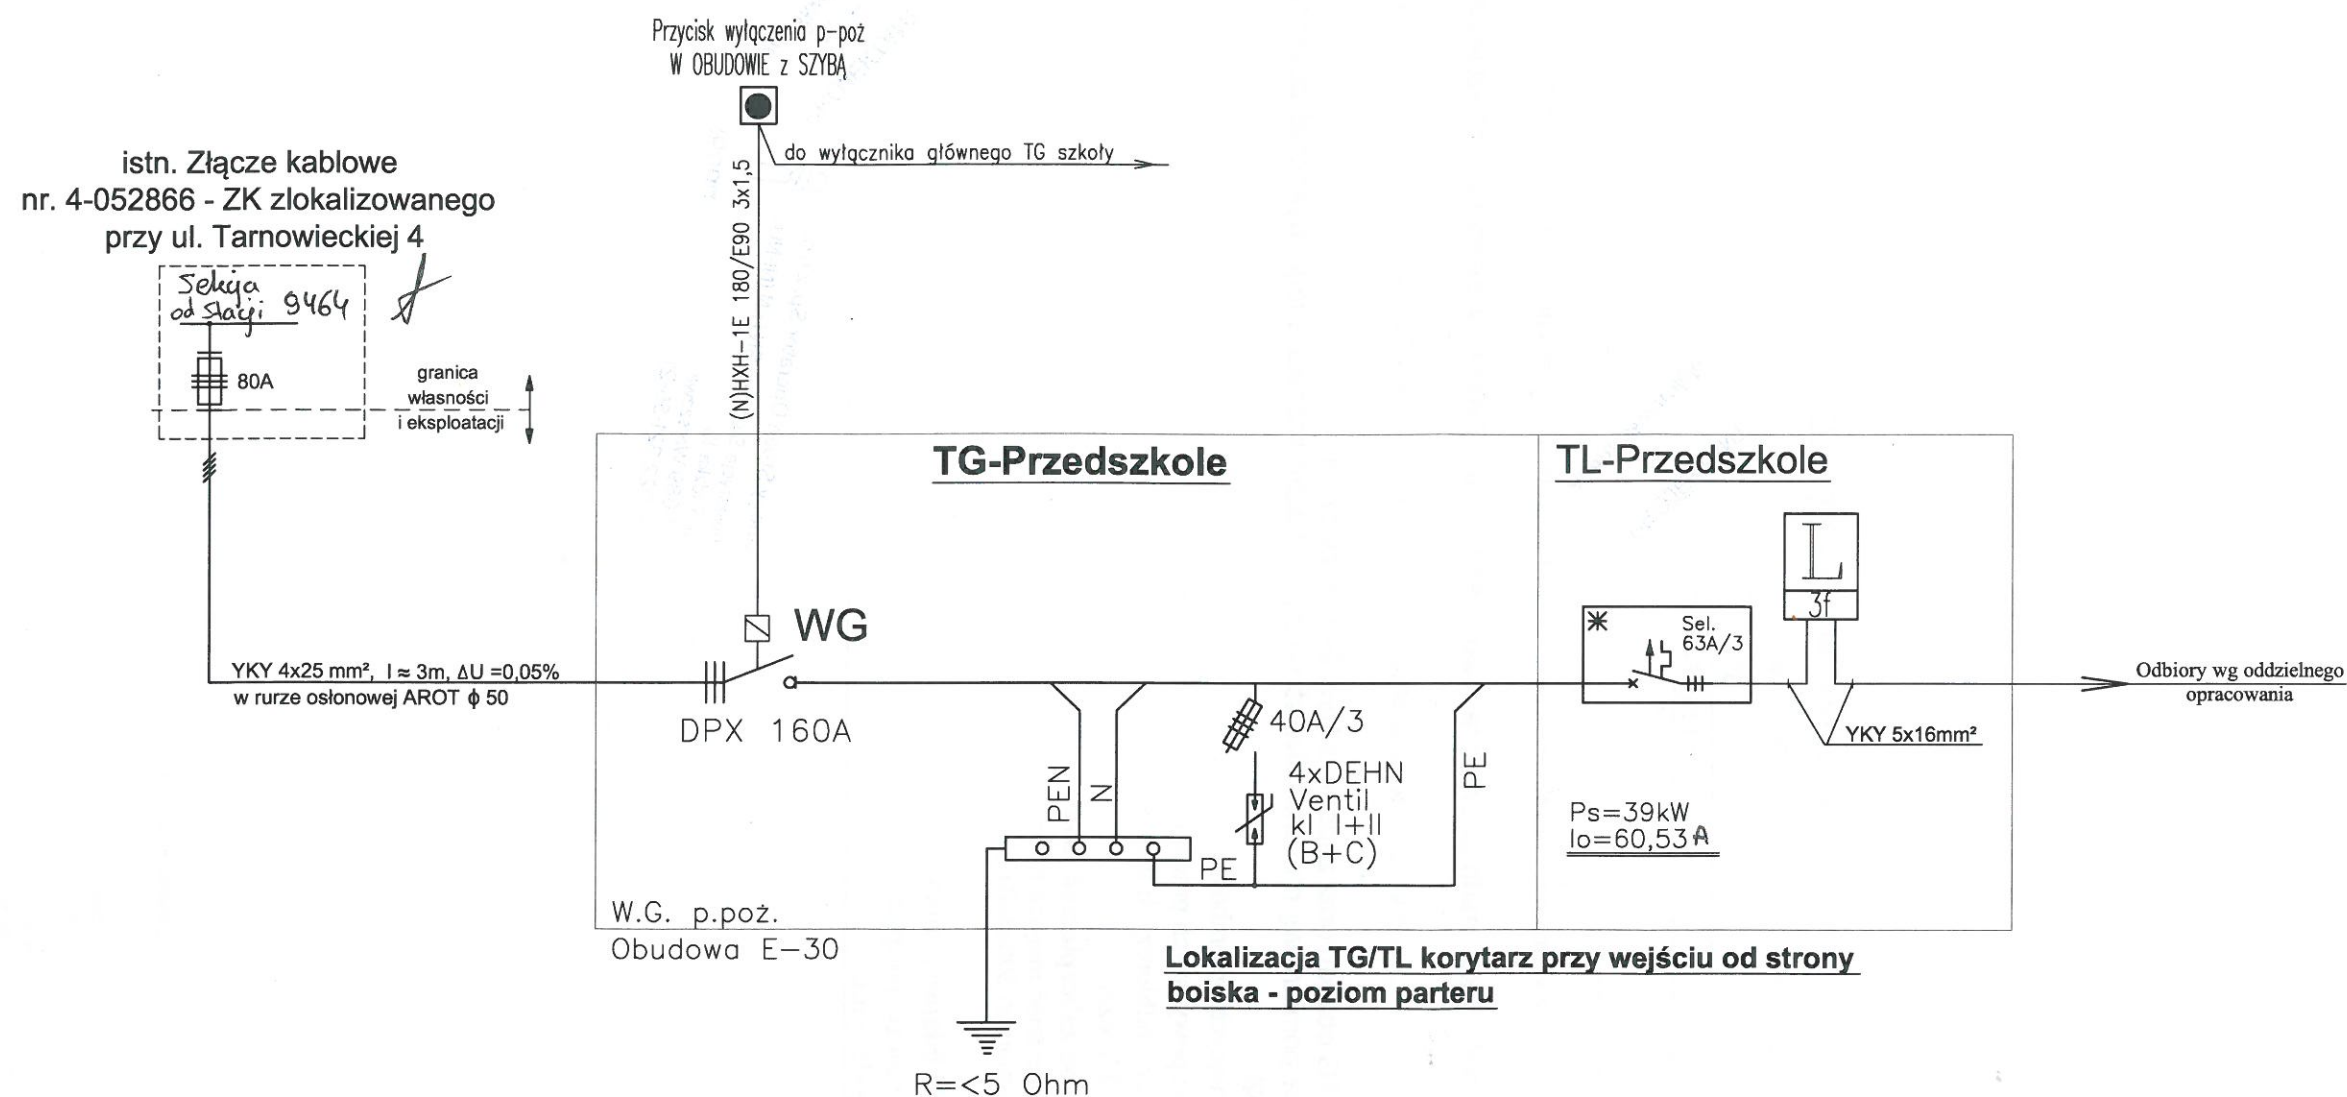 Przycisk wyłączenia p-poż
W OBUDOWIE z SZYBĄ
do wyłącznika głównego TG szkoły
(N)HXH-1E 180/E90 3x1,5
istn. Złącze kablowe
nr. 4-052866 - ZK zlokalizowanego
przy ul. Tarnowieckiej 4
Sekcja
od stacji 9464
80A
granica
własności
i eksploatacji
YKY 4x25 mm², l ≈ 3m, ΔU =0,05%
w rurze osłonowej AROT ϕ 50
TG-Przedszkole
WG
DPX 160A
PEN
N
40A/3
4xDEHN
Ventil
kl I+II
(B+C)
PE
PE
W.G. p.poż.
Obudowa E-30
R=<5 Ohm
TL-Przedszkole
L
3f
Sel.
63A/3
YKY 5x16mm²
Ps=39kW
Io=60,53A
Odbiory wg oddzielnego
opracowania
Lokalizacja TG/TL korytarz przy wejściu od strony
boiska - poziom parteru